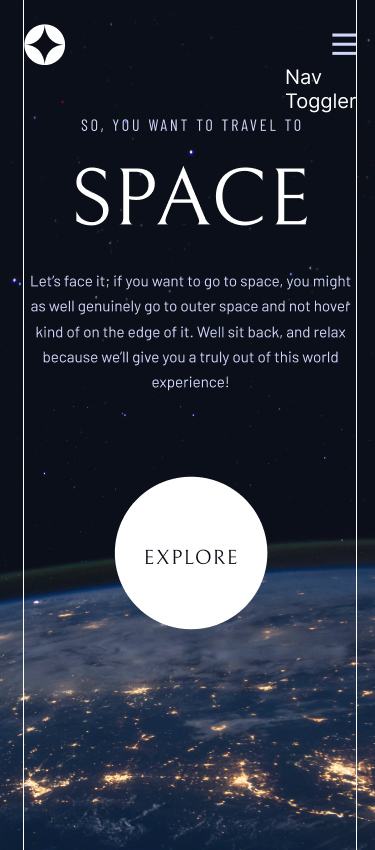 Nav
Toggler
SO, YOU WANT TO TRAVEL TO
SPACE
Let’s face it; if you want to go to space, you might
as well genuinely go to outer space and not hover
kind of on the edge of it. Well sit back, and relax
because we’ll give you a truly out of this world
experience!
EXPLORE